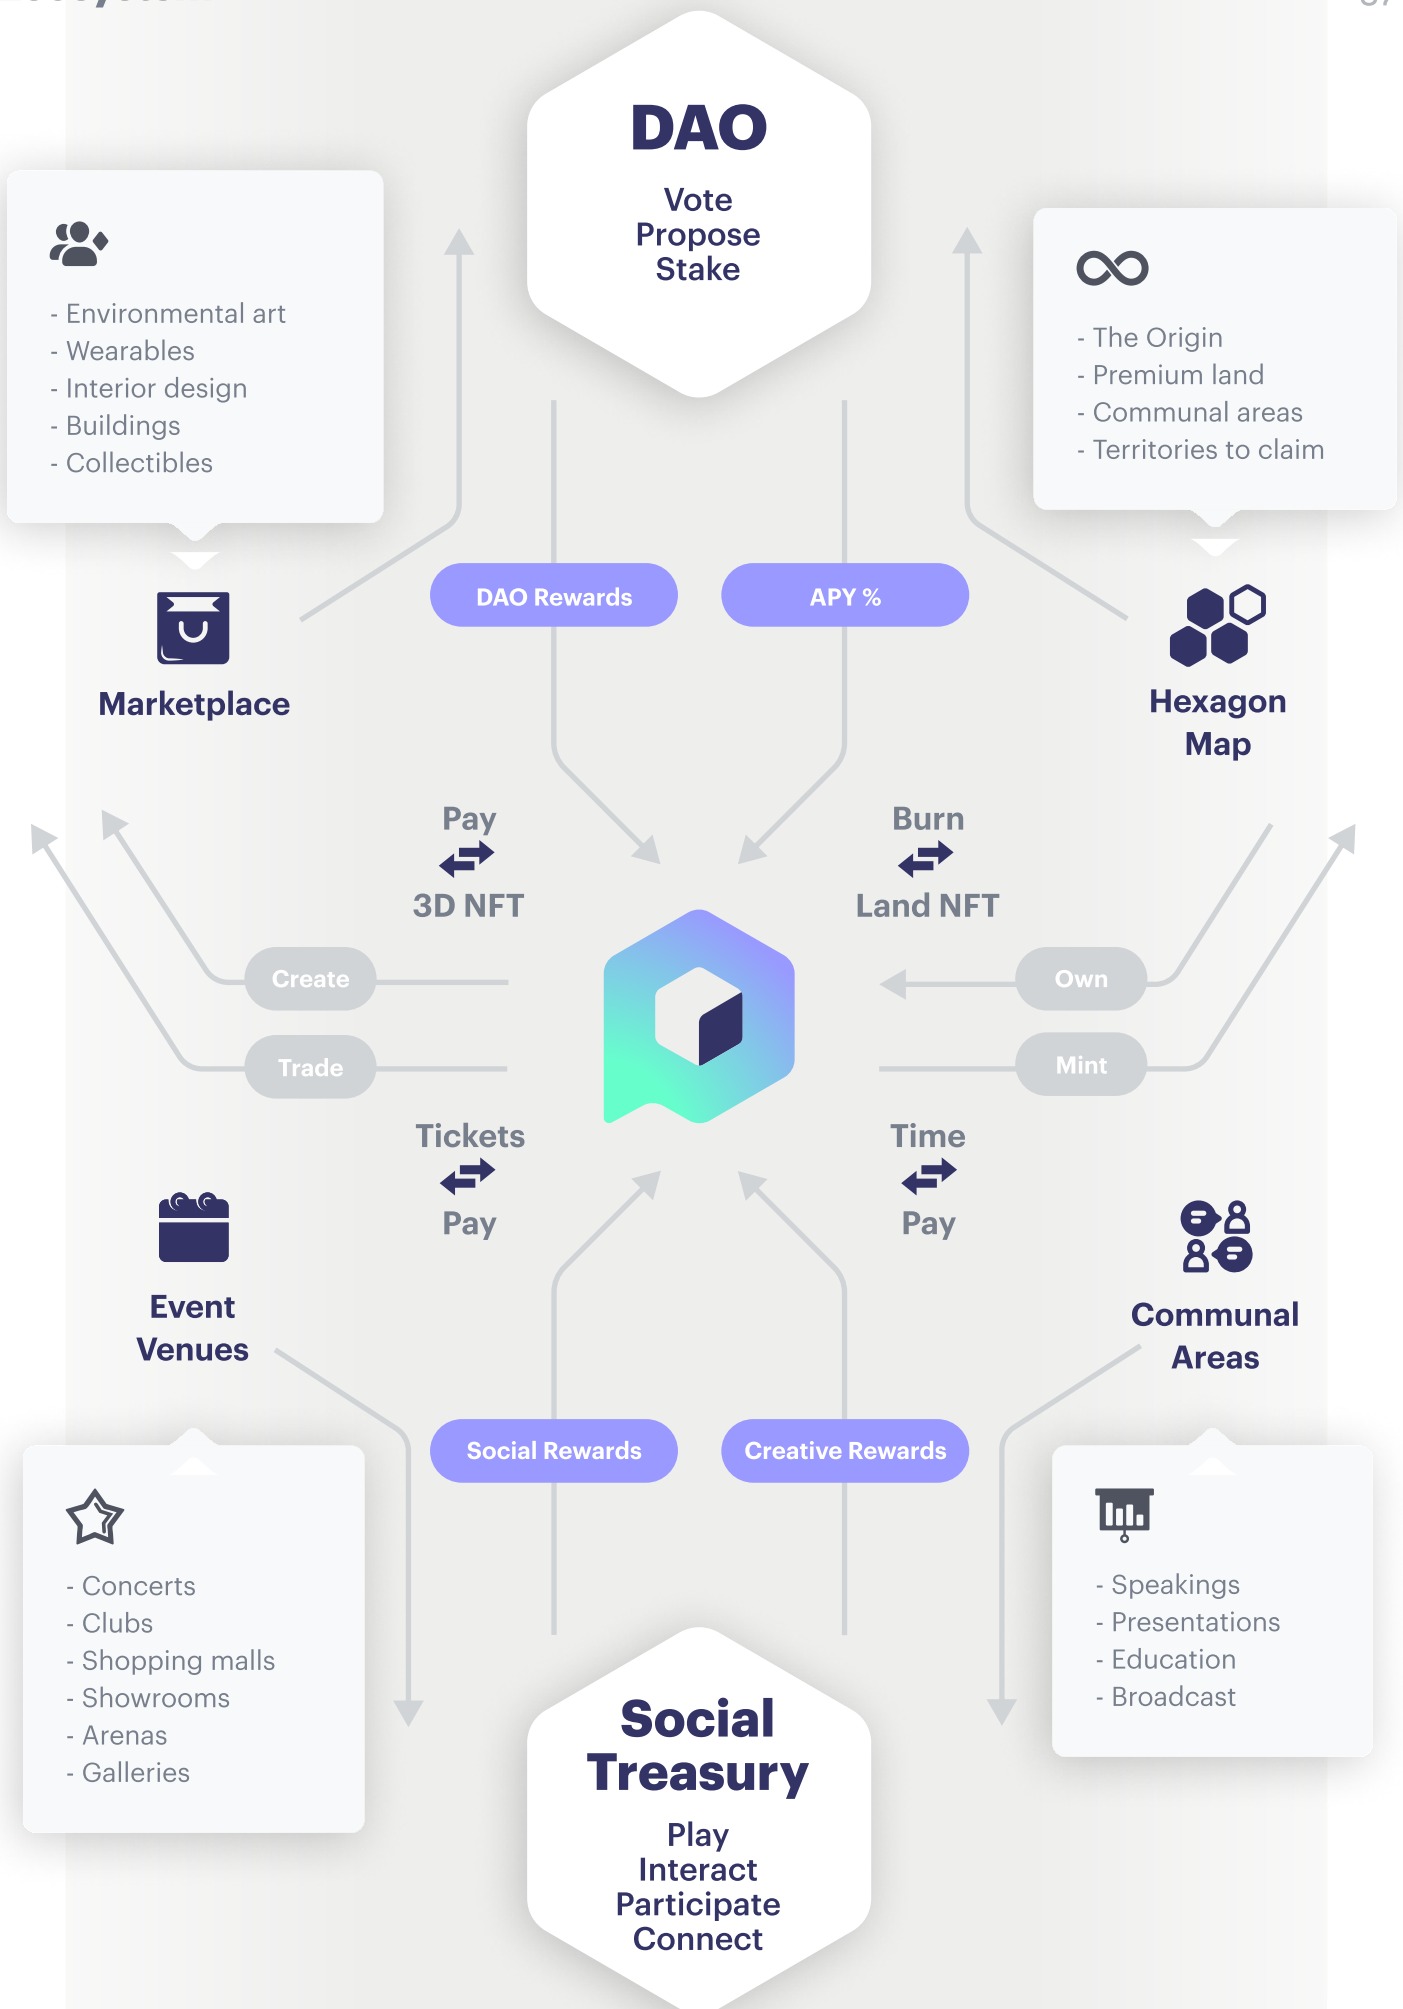 DAO
Vote
Propose
Stake
- Environmental art
- Wearables
- Interior design
- Buildings
- Collectibles
- The Origin
- Premium land
- Communal areas
- Territories to claim
DAO Rewards
APY %
Marketplace
Hexagon
Map
Pay
3D NFT
Burn
Land NFT
Create
Own
Trade
Mint
Tickets
Pay
Time
Pay
Event
Venues
Communal
Areas
Social Rewards
Creative Rewards
- Concerts
- Clubs
- Shopping malls
- Showrooms
- Arenas
- Galleries
- Speakings
- Presentations
- Education
- Broadcast
Social
Treasury
Play
Interact
Participate
Connect